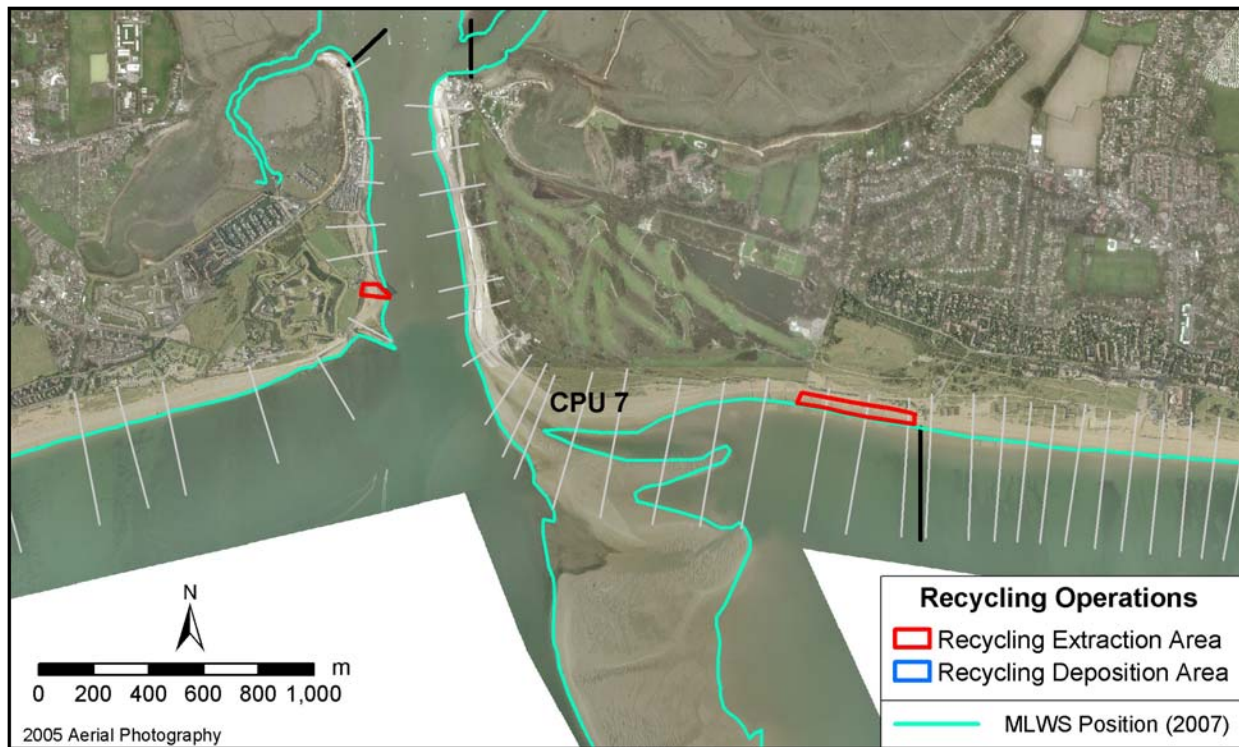 CPU 7
N
m
0 200 400 600 800 1,000
2005 Aerial Photography
Recycling Operations
Recycling Extraction Area
Recycling Deposition Area
MLWS Position (2007)